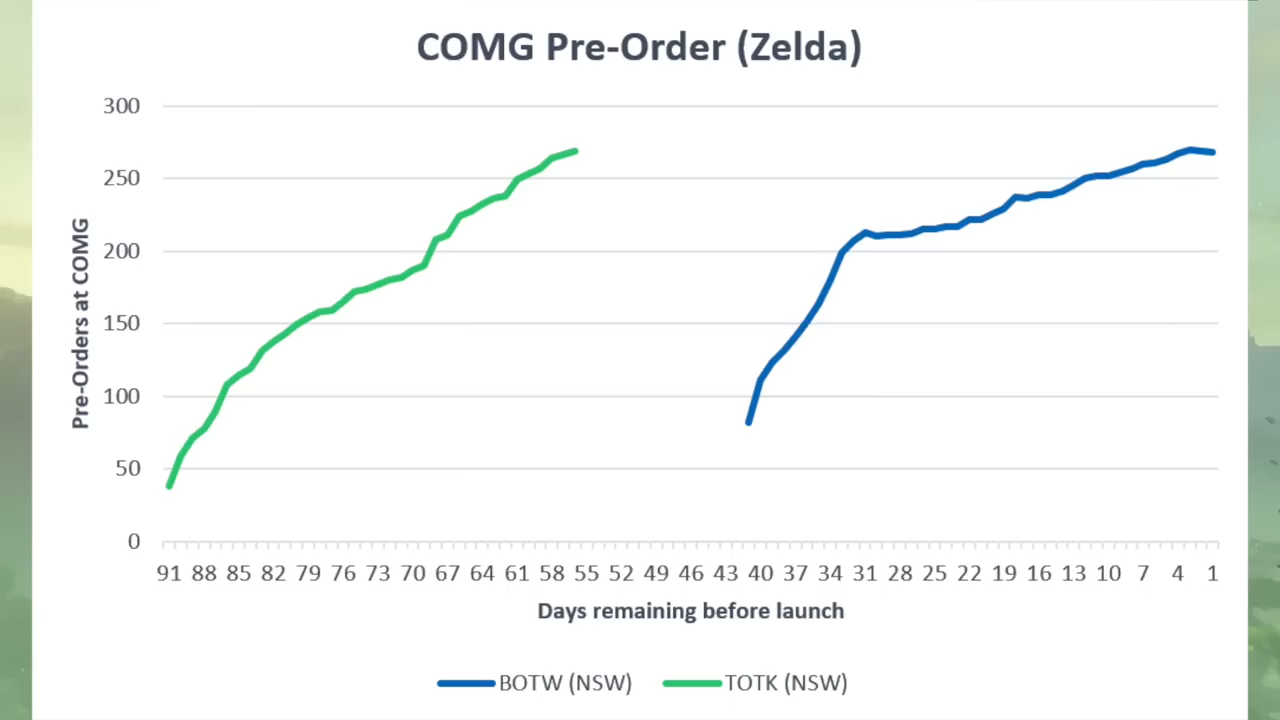 COMG Pre-Order (Zelda)
300
250
200
150
100
50
0
Pre-Orders at COMG
91 88 85 82 79 76 73 70 67 64 61 58 55 52 49 46 43 40 37 34 31 28 25 22 19 16 13 10 7 4 1
Days remaining before launch
BOTW (NSW) TOTK (NSW)